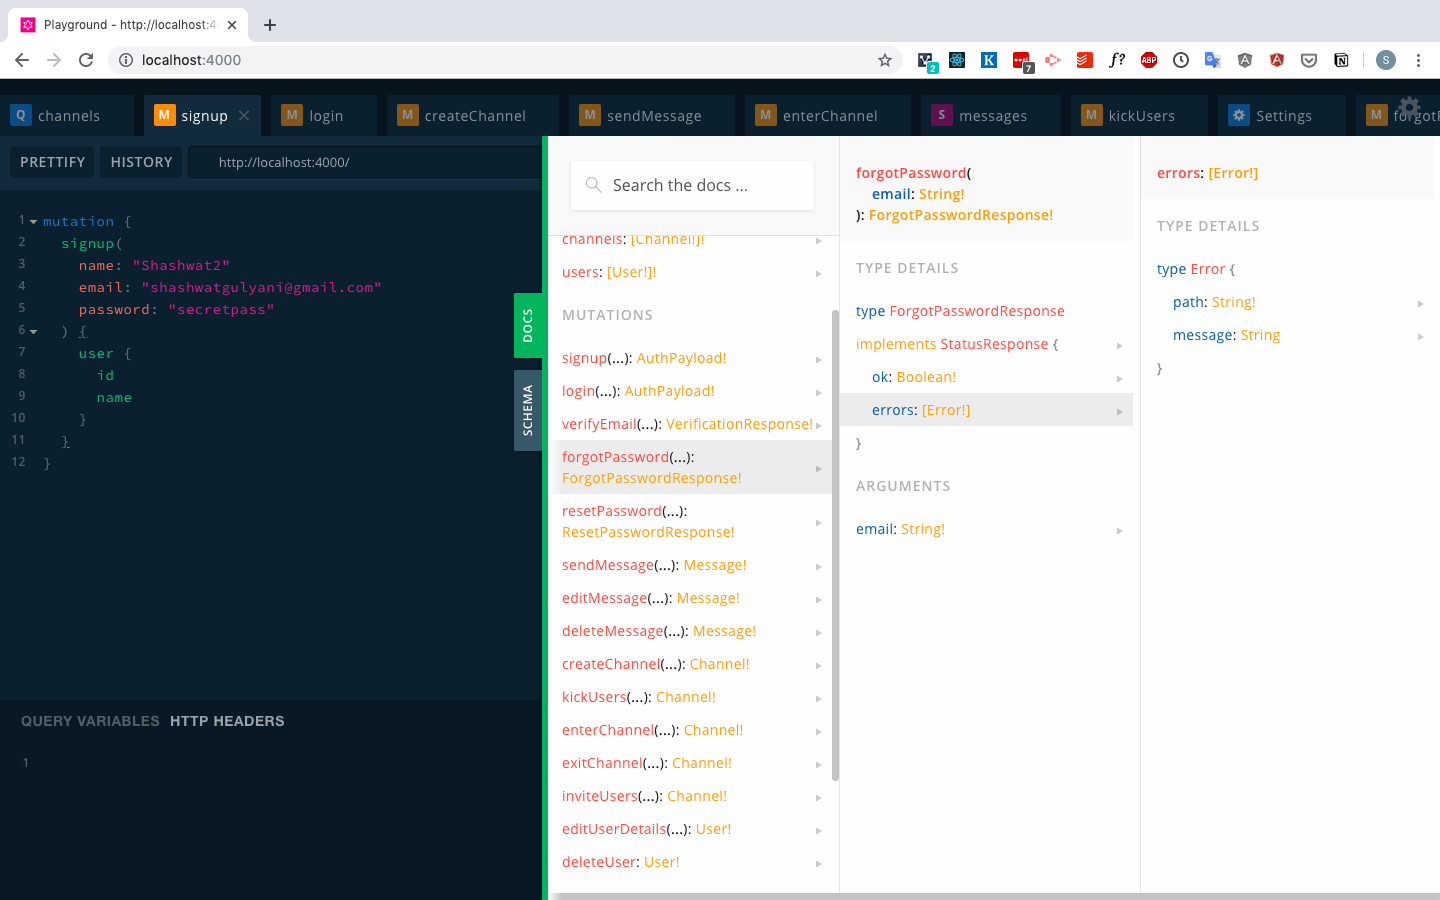 Playground - http://localhost:4
localhost:4000
2
K
7
f?
ABP
S
Q channels
M signup
M login
M createChannel
M sendMessage
M enterChannel
S messages
M kickUsers
Settings
M forgotP
PRETTIFY
HISTORY
http://localhost:4000/
1 mutation {
2 signup(
3 name: "Shashwat2"
4 email: "shashwatgulyani@gmail.com"
5 password: "secretpass"
6 ) {
7 user {
8 id
9 name
10 }
11 }
12 }
QUERY VARIABLES HTTP HEADERS
1
DOCS
SCHEMA
Search the docs ...
channels: [Channel!]!
users: [User!]!
MUTATIONS
signup(...): AuthPayload!
login(...): AuthPayload!
verifyEmail(...): VerificationResponse!
forgotPassword(...):
ForgotPasswordResponse!
resetPassword(...):
ResetPasswordResponse!
sendMessage(...): Message!
editMessage(...): Message!
deleteMessage(...): Message!
createChannel(...): Channel!
kickUsers(...): Channel!
enterChannel(...): Channel!
exitChannel(...): Channel!
inviteUsers(...): Channel!
editUserDetails(...): User!
deleteUser: User!
forgotPassword(
email: String!
): ForgotPasswordResponse!
TYPE DETAILS
type ForgotPasswordResponse
implements StatusResponse {
ok: Boolean!
errors: [Error!]
}
ARGUMENTS
email: String!
errors: [Error!]
TYPE DETAILS
type Error {
path: String!
message: String
}